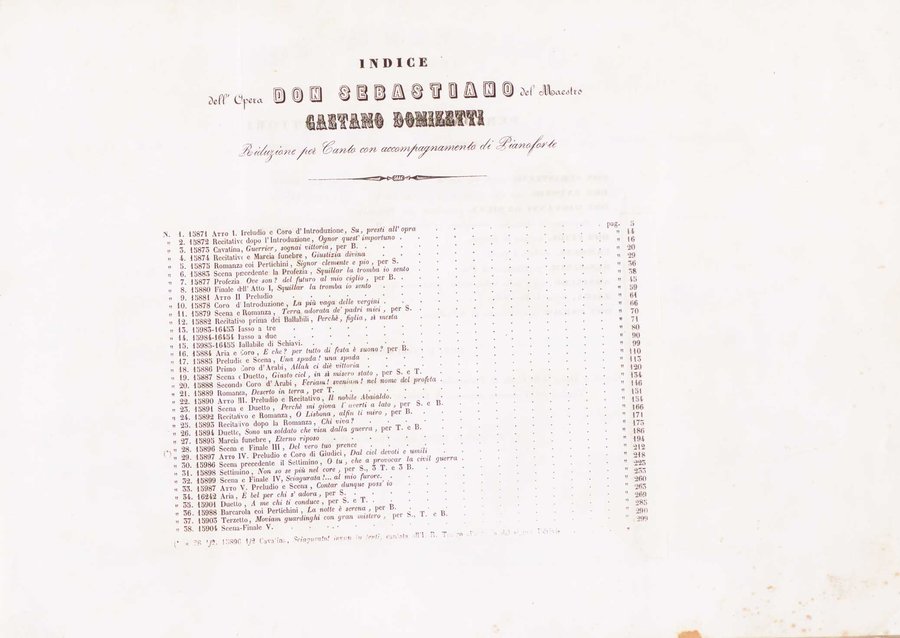 INDICE
dell' Opera DON SEBASTIANO del Maestro
GAETANO DONIZETTI
Riduzione per Canto con accompagnamento di Pianoforte
pag. 5
N. 1. 15871 Atto I. Preludio e Coro d'Introduzione, Su, presti all'opra " 14
" 2. 15872 Recitativo dopo l'Introduzione, Ognor quest' importuno " 16
" 3. 15873 Cavatina, Guerrier, sognai vittoria, per B. " 20
" 4. 15874 Recitativo e Marcia funebre, Giustizia divina " 29
" 5. 15875 Romanza coi Pertichini, Signor clemente e pio, per S. " 36
" 6. 15883 Scena precedente la Profezia, Squillar la tromba io sento " 38
" 7. 15877 Profezia Ove son? del futuro al mio ciglio, per B. " 45
" 8. 15880 Finale dell'Atto I, Squillar la tromba io sento " 59
" 9. 15881 Atto II Preludio " 64
" 10. 15878 Coro d'Introduzione, La più vaga delle vergini " 66
" 11. 15879 Scena e Romanza, Terra adorata de' padri miei, per S. " 70
" 12. 15882 Recitativo prima dei Ballabili, Perchè, figlia, sì mesta " 71
" 13. 15983-16453 Passo a tre " 80
" 14. 15984-16454 Passo a due " 90
" 15. 15985-16455 Ballabile di Schiavi. " 99
" 16. 15884 Aria e Coro, E che? per tutto di festa è suono? per B. " 110
" 17. 15885 Preludio e Scena, Una spada! una spada " 113
" 18. 15886 Primo Coro d'Arabi, Allah ci diè vittoria " 120
" 19. 15887 Scena e Duetto, Giusto ciel, in sì misero stato, per S. e T. " 134
" 20. 15888 Secondo Coro d'Arabi, Feriam! sveniam! nel nome del profeta " 146
" 21. 15889 Romanza, Deserto in terra, per T. " 151
" 22. 15890 Atto III. Preludio e Recitativo, Il nobile Abaialdo. " 154
" 23. 15891 Scena e Duetto, Perchè mi giova l'averti a lato, per S. e B. " 166
" 24. 15892 Recitativo e Romanza, O Lisbona, alfin ti miro, per B. " 171
" 25. 15893 Recitativo dopo la Romanza, Chi viva? " 175
" 26. 15894 Duetto, Sono un soldato che vien dalla guerra, per T. e B. " 186
" 27. 15895 Marcia funebre, Eterno riposo " 194
(*) " 28. 15896 Scena e Finale III, Del vero tuo prence " 212
" 29. 15897 Atto IV. Preludio e Coro di Giudici, Dal ciel devoti e umili " 218
" 30. 15986 Scena precedente il Settimino, O tu, che a provocar la civil guerra " 223
" 31. 15898 Settimino, Non so se più nel core, per S., 3 T. e 3 B. " 253
" 32. 15899 Scena e Finale IV, Sciagurata!... al mio furore. " 260
" 33. 15987 Atto V. Preludio e Scena, Contar dunque poss'io " 265
" 34. 16242 Aria, È bel per chi s'adora, per S. " 269
" 35. 15901 Duetto, A me chi ti conduce, per S. e T. " 285
" 36. 15988 Barcarola coi Pertichini, La notte è serena, per B. " 290
" 37. 15903 Terzetto, Moviam guardinghi con gran mistero, per S., T. e B. " 299
" 38. 15904 Scena-Finale V. "
15896 1/2 Cavatina, Sciagurata!